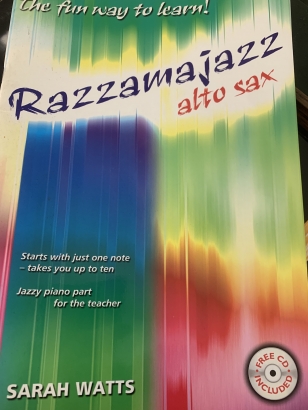 The fun way to learn!
Razzamajazz
alto sax
Starts with just one note
– takes you up to ten
Jazzy piano part
for the teacher
FREE CD
INCLUDED
SARAH WATTS